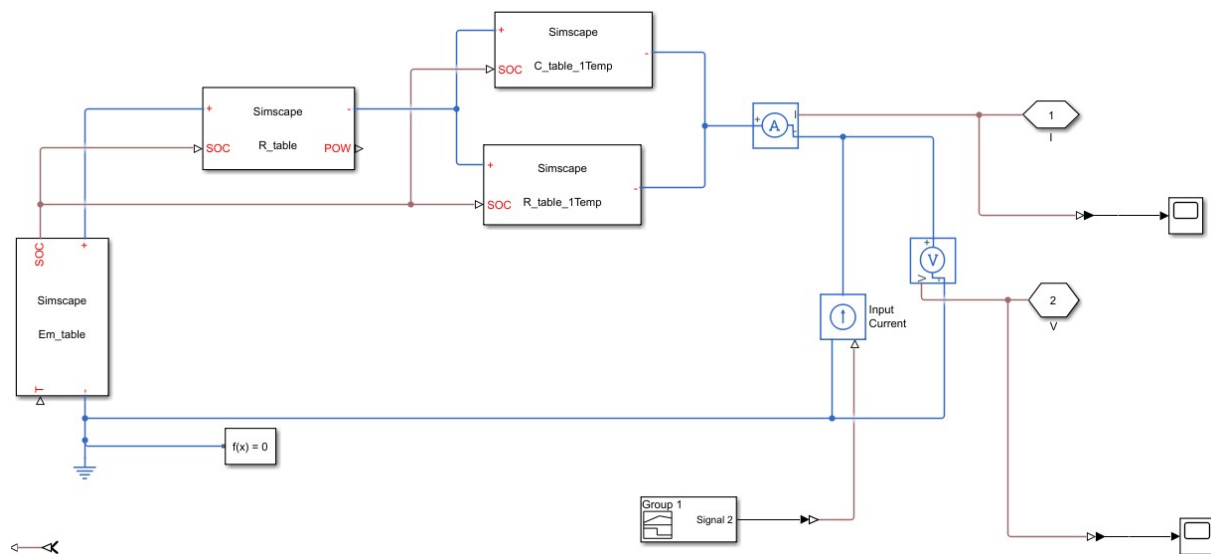 Simscape
C_table_1Temp
+
SOC
-
Simscape
R_table
+
SOC
-
POW
Simscape
R_table_1Temp
+
SOC
-
+
A
I
1
I
SOC
+
Simscape
Em_table
T
-
+
V
V
Input
Current
2
V
f(x) = 0
Group 1
Signal 2